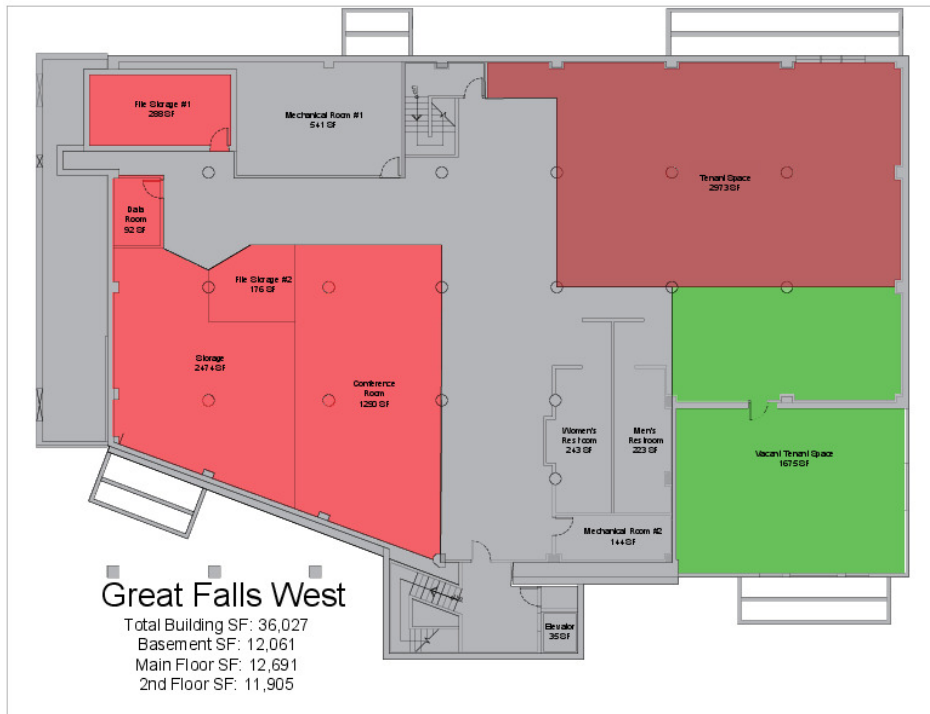 File Storage #1
288 SF
Mechanical Room #1
541 SF
Tenant Space
2973 SF
Data
Room
92 SF
File Storage #2
176 SF
Storage
2474 SF
Conference
Room
1290 SF
Women's
Restroom
243 SF
Men's
Restroom
223 SF
Vacant Tenant Space
1675 SF
Mechanical Room #2
144 SF
Elevator
35 SF
Great Falls West
Total Building SF: 36,027
Basement SF: 12,061
Main Floor SF: 12,691
2nd Floor SF: 11,905